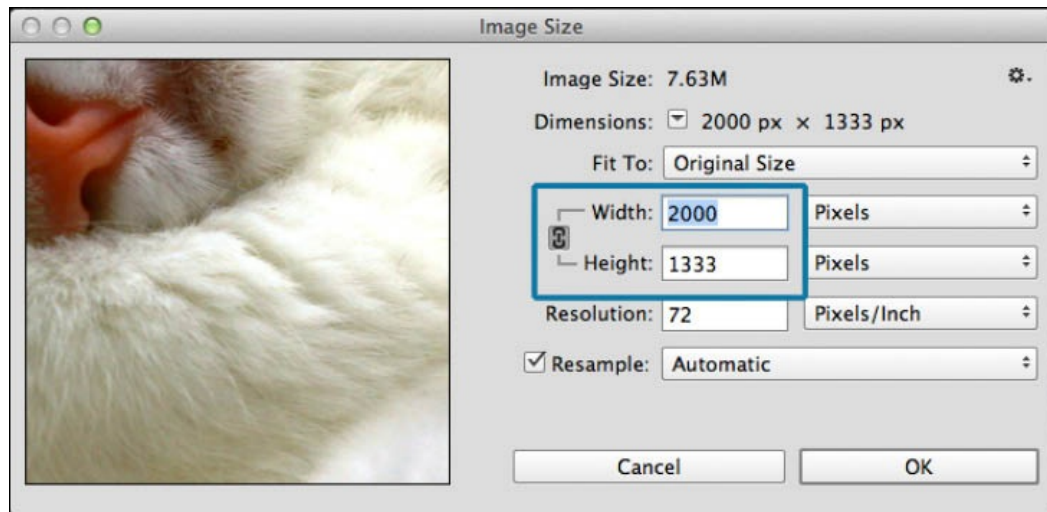 Image Size
Image Size: 7.63M
Dimensions: 2000 px × 1333 px
Fit To: Original Size
Width: 2000 Pixels
Height: 1333 Pixels
Resolution: 72 Pixels/Inch
Resample: Automatic
Cancel OK